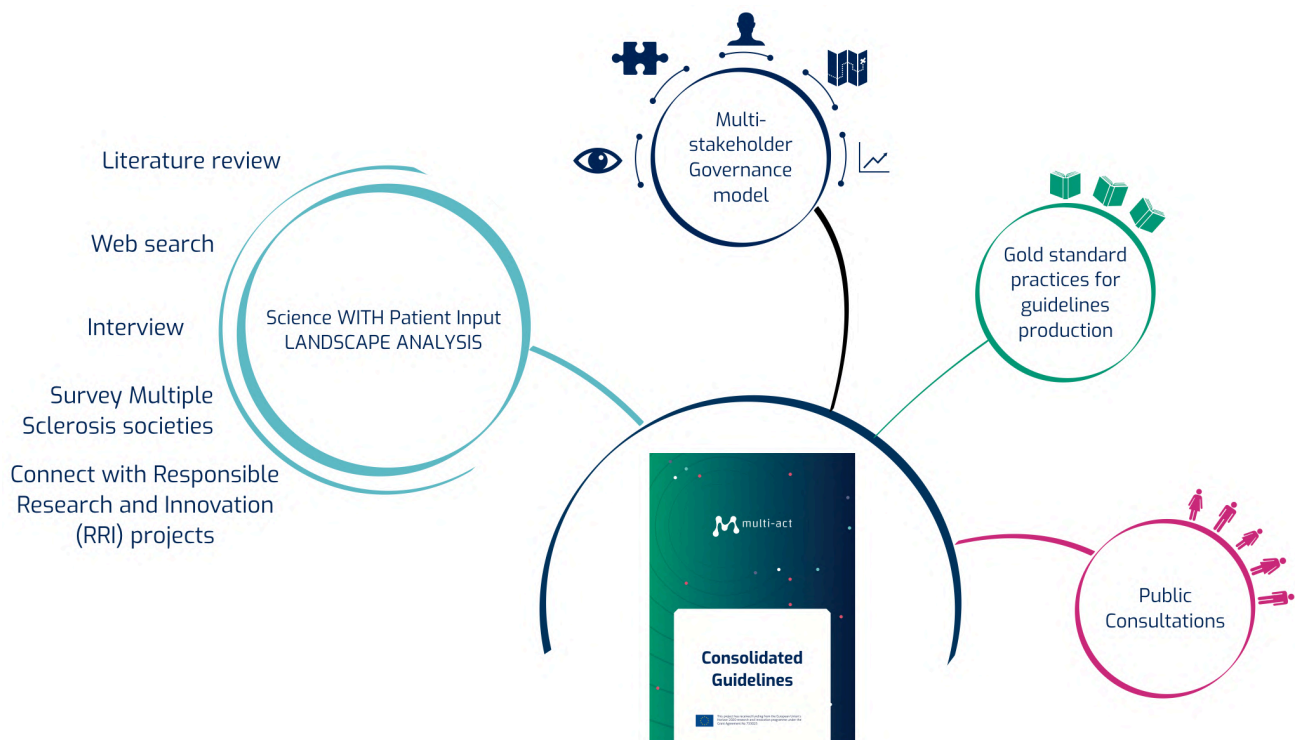 Literature review
Web search
Interview
Survey Multiple
Sclerosis societies
Connect with Responsible
Research and Innovation
(RRI) projects
Science WITH Patient Input
LANDSCAPE ANALYSIS
Multi-
stakeholder
Governance
model
Gold standard
practices for
guidelines
production
Public
Consultations
multi-act
Consolidated
Guidelines